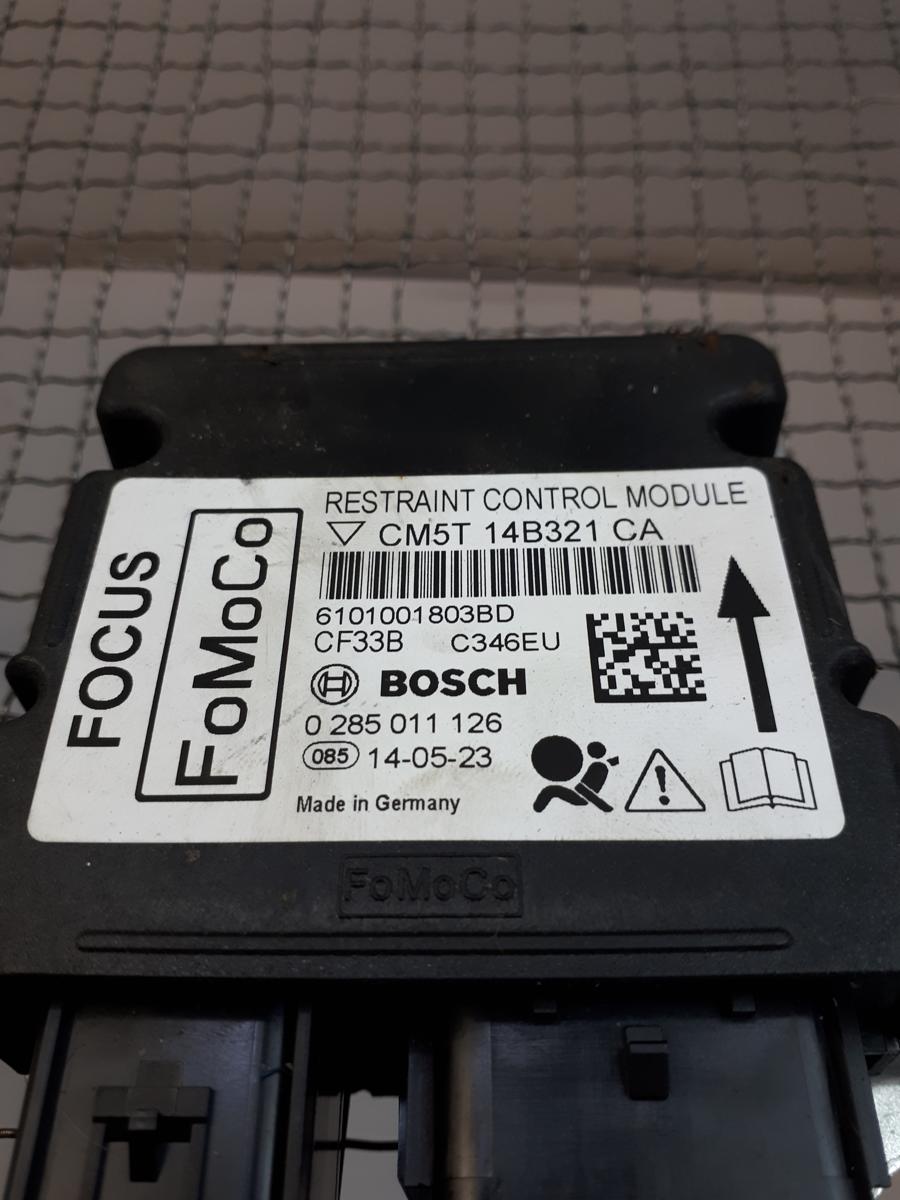 RESTRAINT CONTROL MODULE
CM5T 14B321 CA
6101001803BD
CF33B C346EU
BOSCH
0 285 011 126
085 14-05-23
Made in Germany
FOCUS
FoMoCo
FoMoCo